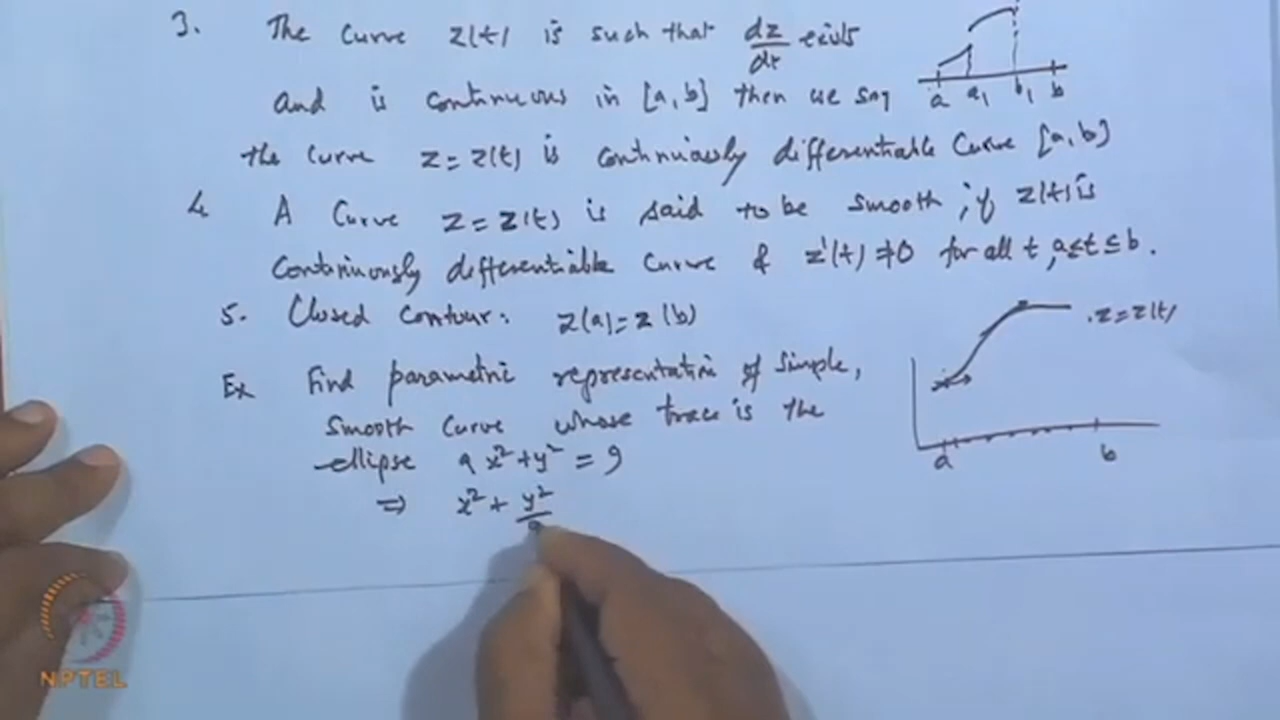 3. The Curve z(t) is such that dz/dt exists
and is continuous in [a, b] then we say
a a₁ b₁ b
the curve z = z(t) is continuously differentiable Curve [a, b]
4 A Curve z = z(t) is said to be smooth, if z(t) is
Continuously differentiable Curve & z'(t) ≠ 0 for all t, a≤t≤b.
5. Closed Contour: z(a) = z(b)
z = z(t)
Ex Find parametric representation of simple,
smooth curve whose trace is the
ellipse 9x² + y² = 9
a b
⇒ x² + y²/9
NPTEL